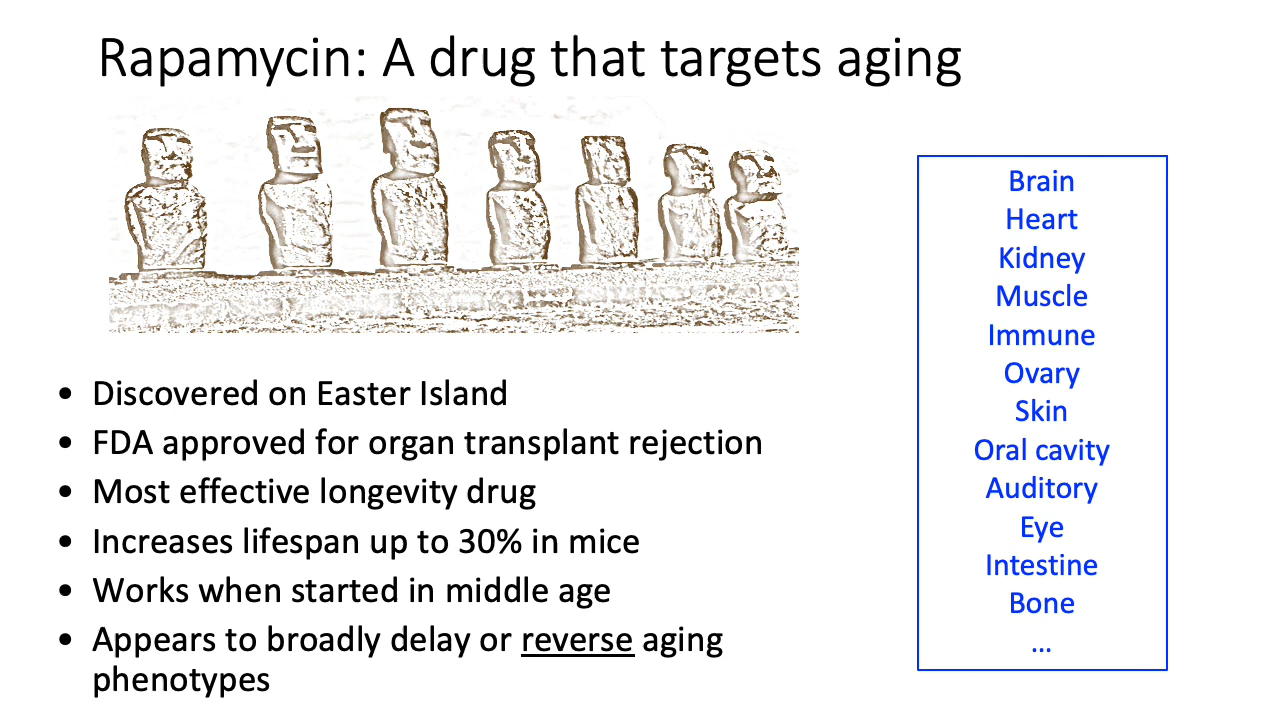 Rapamycin: A drug that targets aging
• Discovered on Easter Island
• FDA approved for organ transplant rejection
• Most effective longevity drug
• Increases lifespan up to 30% in mice
• Works when started in middle age
• Appears to broadly delay or reverse aging
phenotypes
Brain
Heart
Kidney
Muscle
Immune
Ovary
Skin
Oral cavity
Auditory
Eye
Intestine
Bone
...